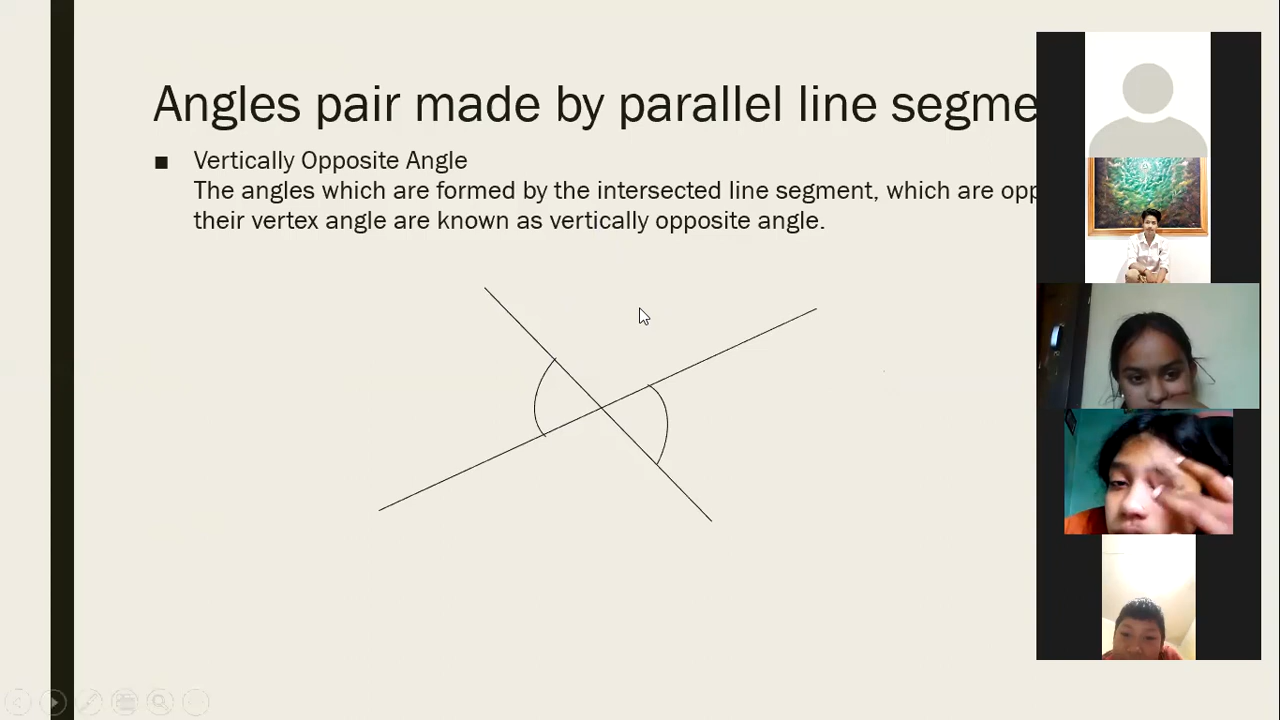 Angles pair made by parallel line segme
Vertically Opposite Angle
The angles which are formed by the intersected line segment, which are opp
their vertex angle are known as vertically opposite angle.